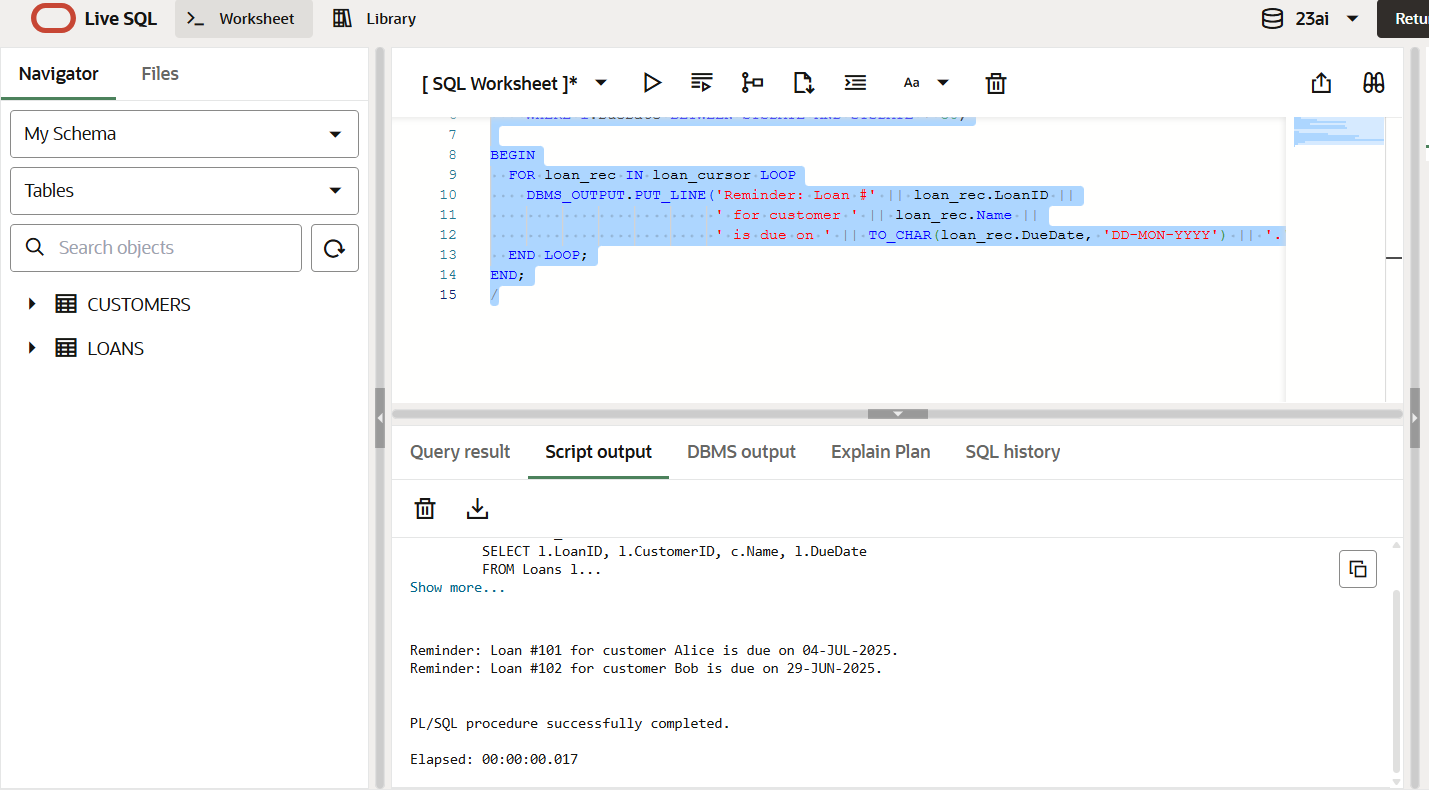 Live SQL
Worksheet
Library
23ai
Navigator
Files
[ SQL Worksheet ]*
Aa
My Schema
Tables
Search objects
CUSTOMERS
LOANS
7
8 BEGIN
9 FOR loan_rec IN loan_cursor LOOP
10 DBMS_OUTPUT.PUT_LINE('Reminder: Loan #' || loan_rec.LoanID ||
11 ' for customer ' || loan_rec.Name ||
12 ' is due on ' || TO_CHAR(loan_rec.DueDate, 'DD-MON-YYYY') || '.
13 END LOOP;
14 END;
15 /
Query result
Script output
DBMS output
Explain Plan
SQL history
SELECT l.LoanID, l.CustomerID, c.Name, l.DueDate
FROM Loans l...
Show more...
Reminder: Loan #101 for customer Alice is due on 04-JUL-2025.
Reminder: Loan #102 for customer Bob is due on 29-JUN-2025.
PL/SQL procedure successfully completed.
Elapsed: 00:00:00.017